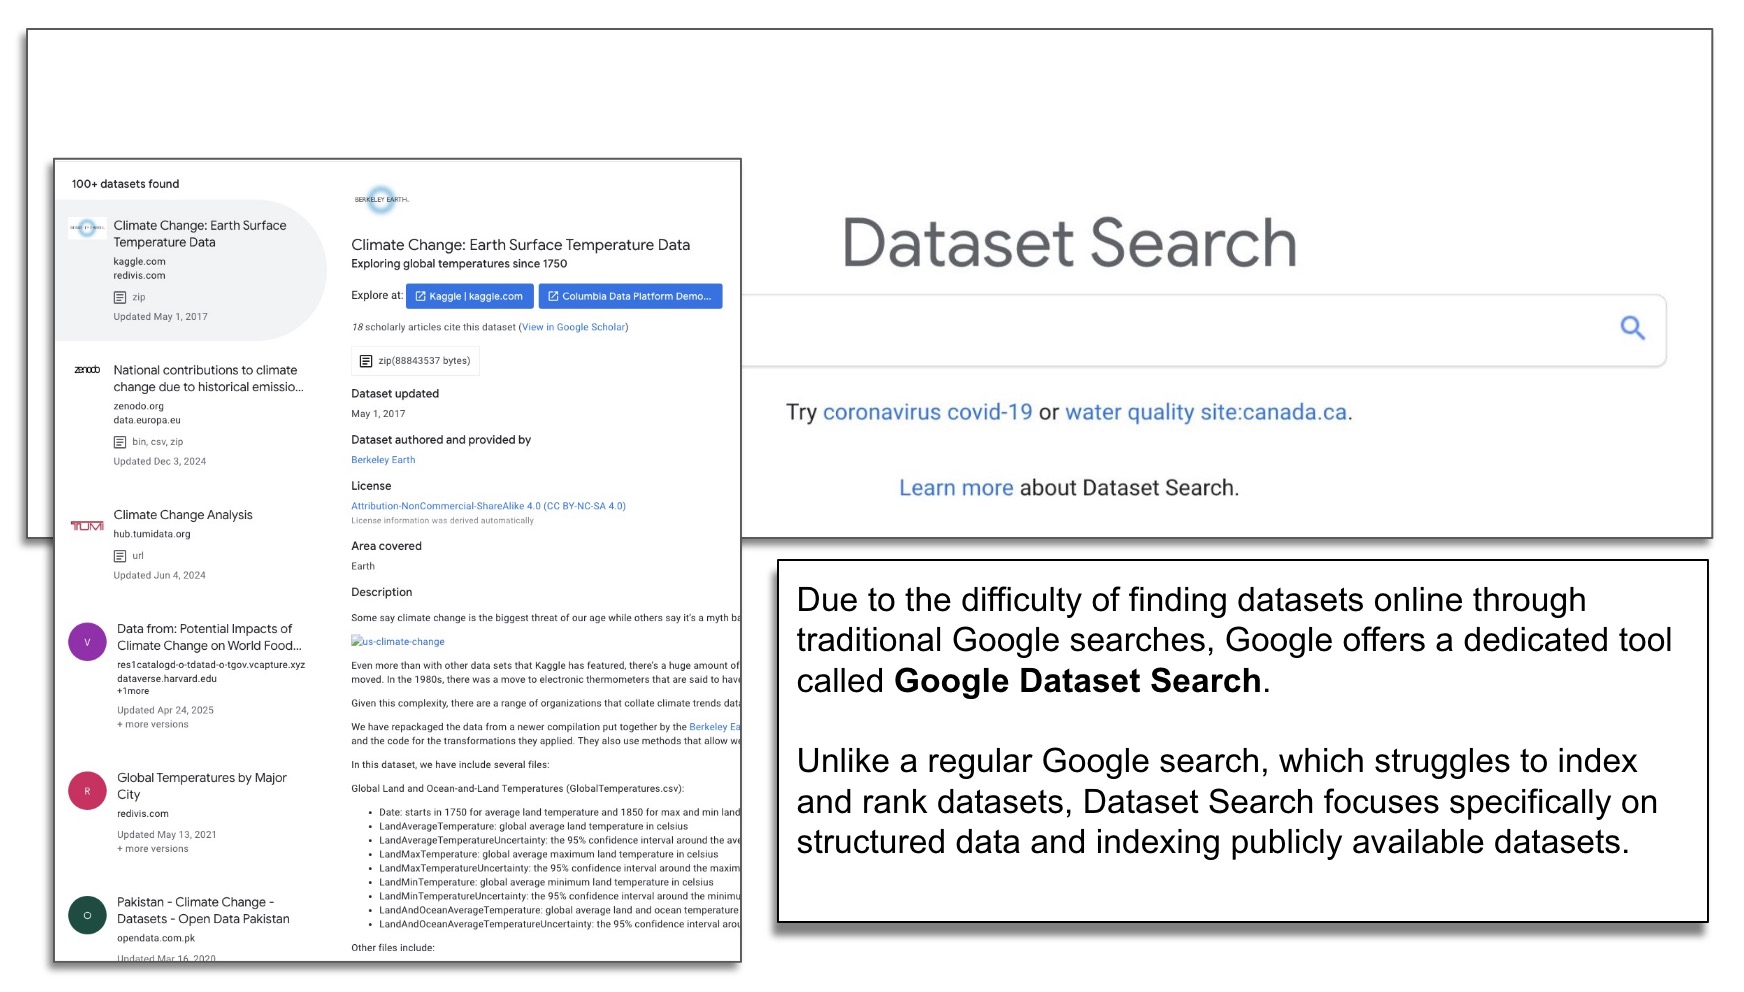 Dataset Search
Try coronavirus covid-19 or water quality site:canada.ca.
Learn more about Dataset Search.
100+ datasets found
Climate Change: Earth Surface
Temperature Data
kaggle.com
redivis.com
zip
Updated May 1, 2017
zenodo
National contributions to climate
change due to historical emissio...
zenodo.org
data.europa.eu
bin, csv, zip
Updated Dec 3, 2024
TUMI
Climate Change Analysis
hub.tumidata.org
url
Updated Jun 4, 2024
V
Data from: Potential Impacts of
Climate Change on World Food...
res1catalogd-o-tdatad-o-tgov.vcapture.xyz
dataverse.harvard.edu
+1more
Updated Apr 24, 2025
+ more versions
R
Global Temperatures by Major
City
redivis.com
Updated May 13, 2021
+ more versions
O
Pakistan - Climate Change -
Datasets - Open Data Pakistan
opendata.com.pk
Updated Mar 16, 2020
BERKELEY EARTH
Climate Change: Earth Surface Temperature Data
Exploring global temperatures since 1750
Explore at: Kaggle | kaggle.com Columbia Data Platform Demo...
18 scholarly articles cite this dataset (View in Google Scholar)
zip(88843537 bytes)
Dataset updated
May 1, 2017
Dataset authored and provided by
Berkeley Earth
License
Attribution-NonCommercial-ShareAlike 4.0 (CC BY-NC-SA 4.0)
License information was derived automatically
Area covered
Earth
Description
Some say climate change is the biggest threat of our age while others say it's a myth ba
us-climate-change
Even more than with other data sets that Kaggle has featured, there's a huge amount of
moved. In the 1980s, there was a move to electronic thermometers that are said to have
Given this complexity, there are a range of organizations that collate climate trends data
We have repackaged the data from a newer compilation put together by the Berkeley Ea
and the code for the transformations they applied. They also use methods that allow we
In this dataset, we have include several files:
Global Land and Ocean-and-Land Temperatures (GlobalTemperatures.csv):
• Date: starts in 1750 for average land temperature and 1850 for max and min land
• LandAverageTemperature: global average land temperature in celsius
• LandAverageTemperatureUncertainty: the 95% confidence interval around the ave
• LandMaxTemperature: global average maximum land temperature in celsius
• LandMaxTemperatureUncertainty: the 95% confidence interval around the maxim
• LandMinTemperature: global average minimum land temperature in celsius
• LandMinTemperatureUncertainty: the 95% confidence interval around the minimu
• LandAndOceanAverageTemperature: global average land and ocean temperature
• LandAndOceanAverageTemperatureUncertainty: the 95% confidence interval arou
Other files include:
Due to the difficulty of finding datasets online through
traditional Google searches, Google offers a dedicated tool
called Google Dataset Search.
Unlike a regular Google search, which struggles to index
and rank datasets, Dataset Search focuses specifically on
structured data and indexing publicly available datasets.